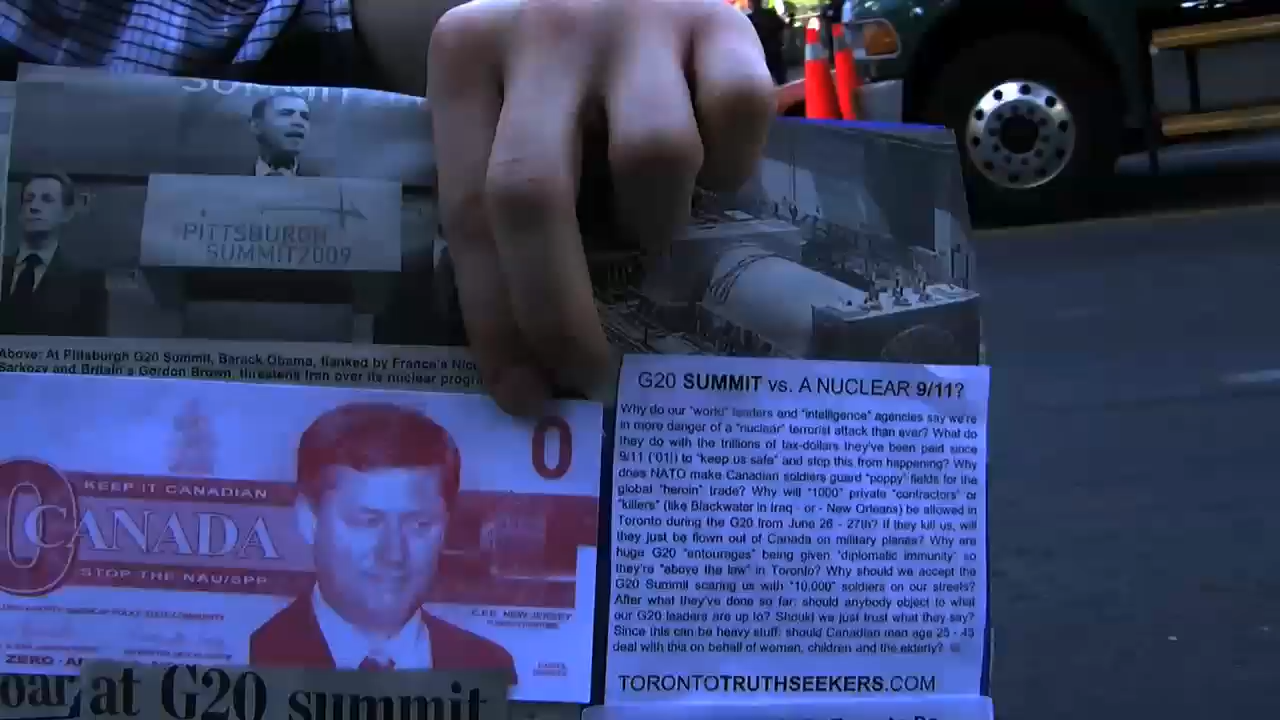 SUMMIT
PITTSBURGH
SUMMIT2009
Above: At Pittsburgh G20 Summit, Barack Obama, flanked by France's
Sarkozy and Britain's Gordon Brown, threatens Iran over its nuclear
0
0
KEEP IT CANADIAN
CANADA
STOP THE NAU/SPP
NEW JERSEY
ZERO
at G20 summit
G20 SUMMIT vs. A NUCLEAR 9/11?
Why do our "world" leaders and "intelligence" agencies say we're
in more danger of a "nuclear" terrorist attack than ever? What do
they do with the trillions of tax-dollars they've been paid since
9/11 ('01) to "keep us safe" and stop this from happening? Why
does NATO make Canadian soldiers guard "poppy" fields for the
global "heroin" trade? Why will "1000" private "contractors" or
"killers" (like Blackwater in Iraq - or - New Orleans) be allowed in
Toronto during the G20 from June 26 - 27th? If they kill us, will
they just be flown out of Canada on military planes? Why are
huge G20 "entourages" being given "diplomatic immunity" so
they're "above the law" in Toronto? Why should we accept the
G20 Summit scaring us with "10,000" soldiers on our streets?
After what they've done so far: should anybody object to what
our G20 leaders are up to? Should we just trust what they say?
Since this can be heavy stuff: should Canadian men age 25 - 45
deal with this on behalf of women, children and the elderly?
TORONTOTRUTHSEEKERS.COM